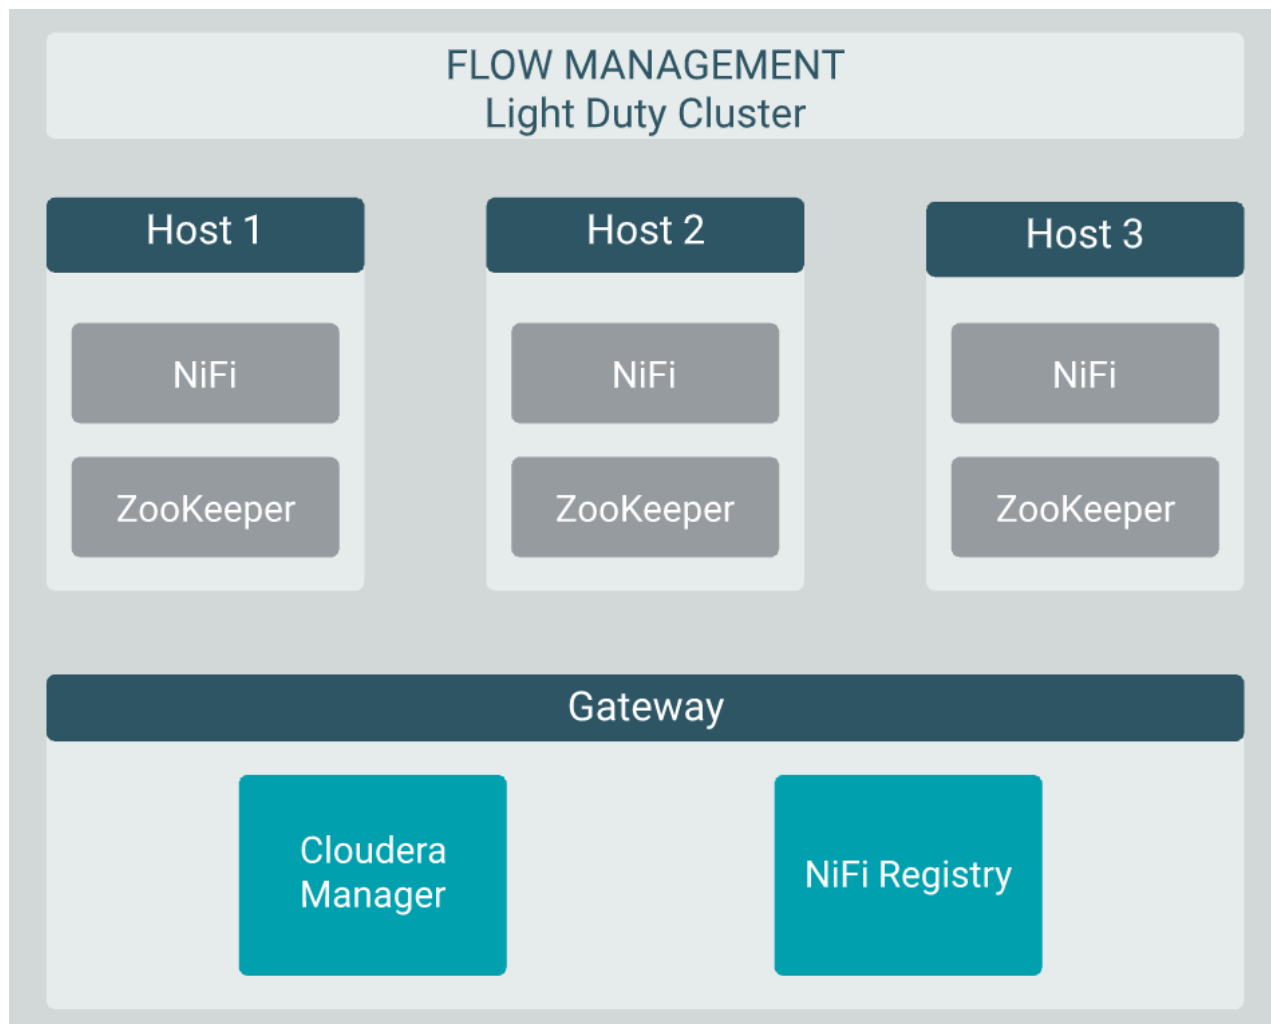 FLOW MANAGEMENT
Light Duty Cluster
Host 1
NiFi
ZooKeeper
Host 2
NiFi
ZooKeeper
Host 3
NiFi
ZooKeeper
Gateway
Cloudera
Manager
NiFi Registry